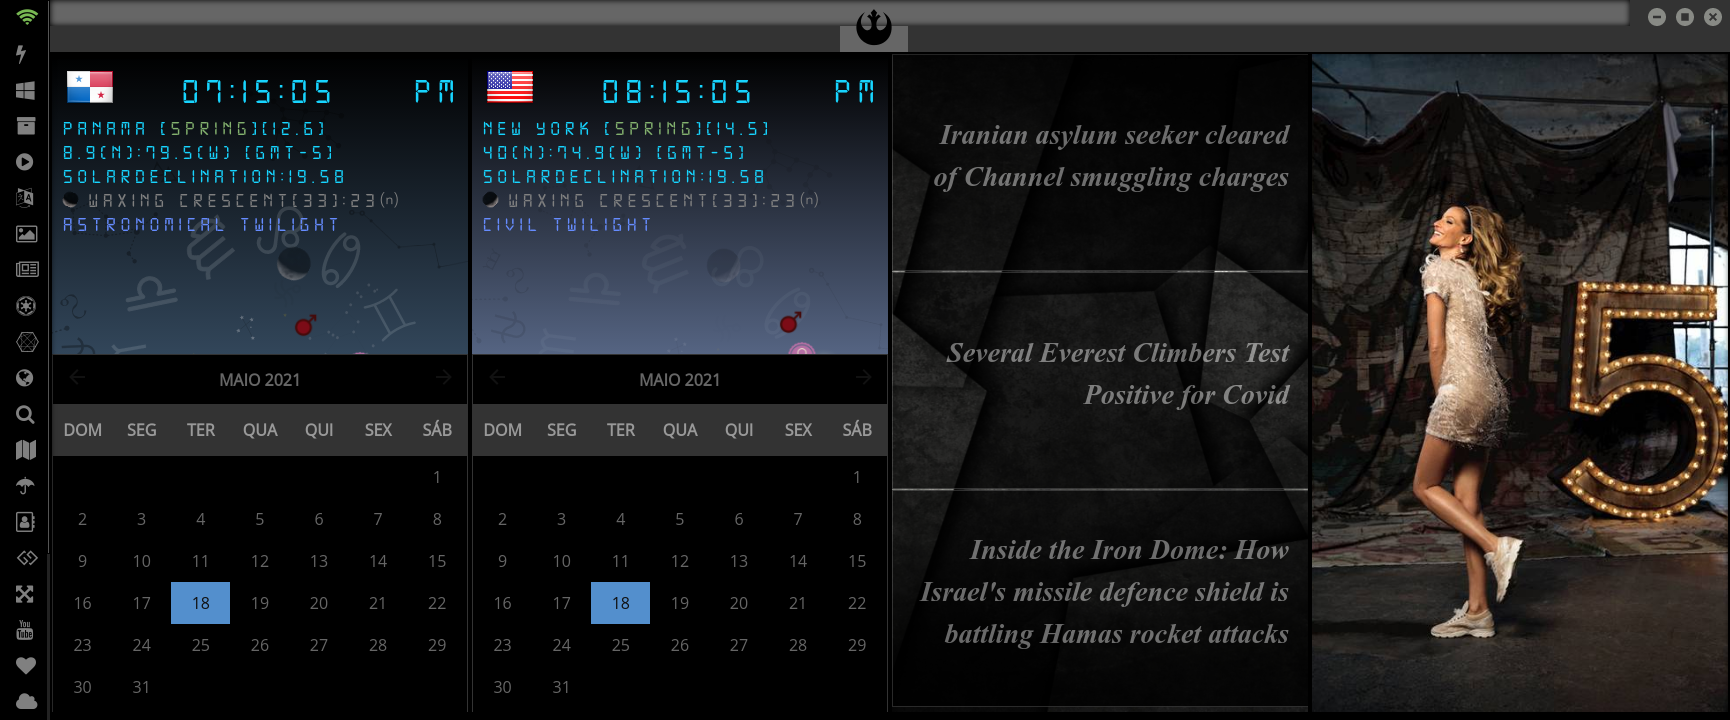 07:15:05 PM
PANAMA [SPRING][12.6]
8.9(N):79.5(W) [GMT-5]
SOLARDECLINATION:19.58
WAXING CRESCENT[33]:23(n)
ASTRONOMICAL TWILIGHT
MAIO 2021
DOM SEG TER QUA QUI SEX SÁB
1
2 3 4 5 6 7 8
9 10 11 12 13 14 15
16 17 18 19 20 21 22
23 24 25 26 27 28 29
30 31
08:15:05 PM
NEW YORK [SPRING][14.5]
40(N):74.9(W) [GMT-5]
SOLARDECLINATION:19.58
WAXING CRESCENT[33]:23(n)
CIVIL TWILIGHT
MAIO 2021
DOM SEG TER QUA QUI SEX SÁB
1
2 3 4 5 6 7 8
9 10 11 12 13 14 15
16 17 18 19 20 21 22
23 24 25 26 27 28 29
30 31
Iranian asylum seeker cleared
of Channel smuggling charges
Several Everest Climbers Test
Positive for Covid
Inside the Iron Dome: How
Israel's missile defence shield is
battling Hamas rocket attacks
5
You
Tube